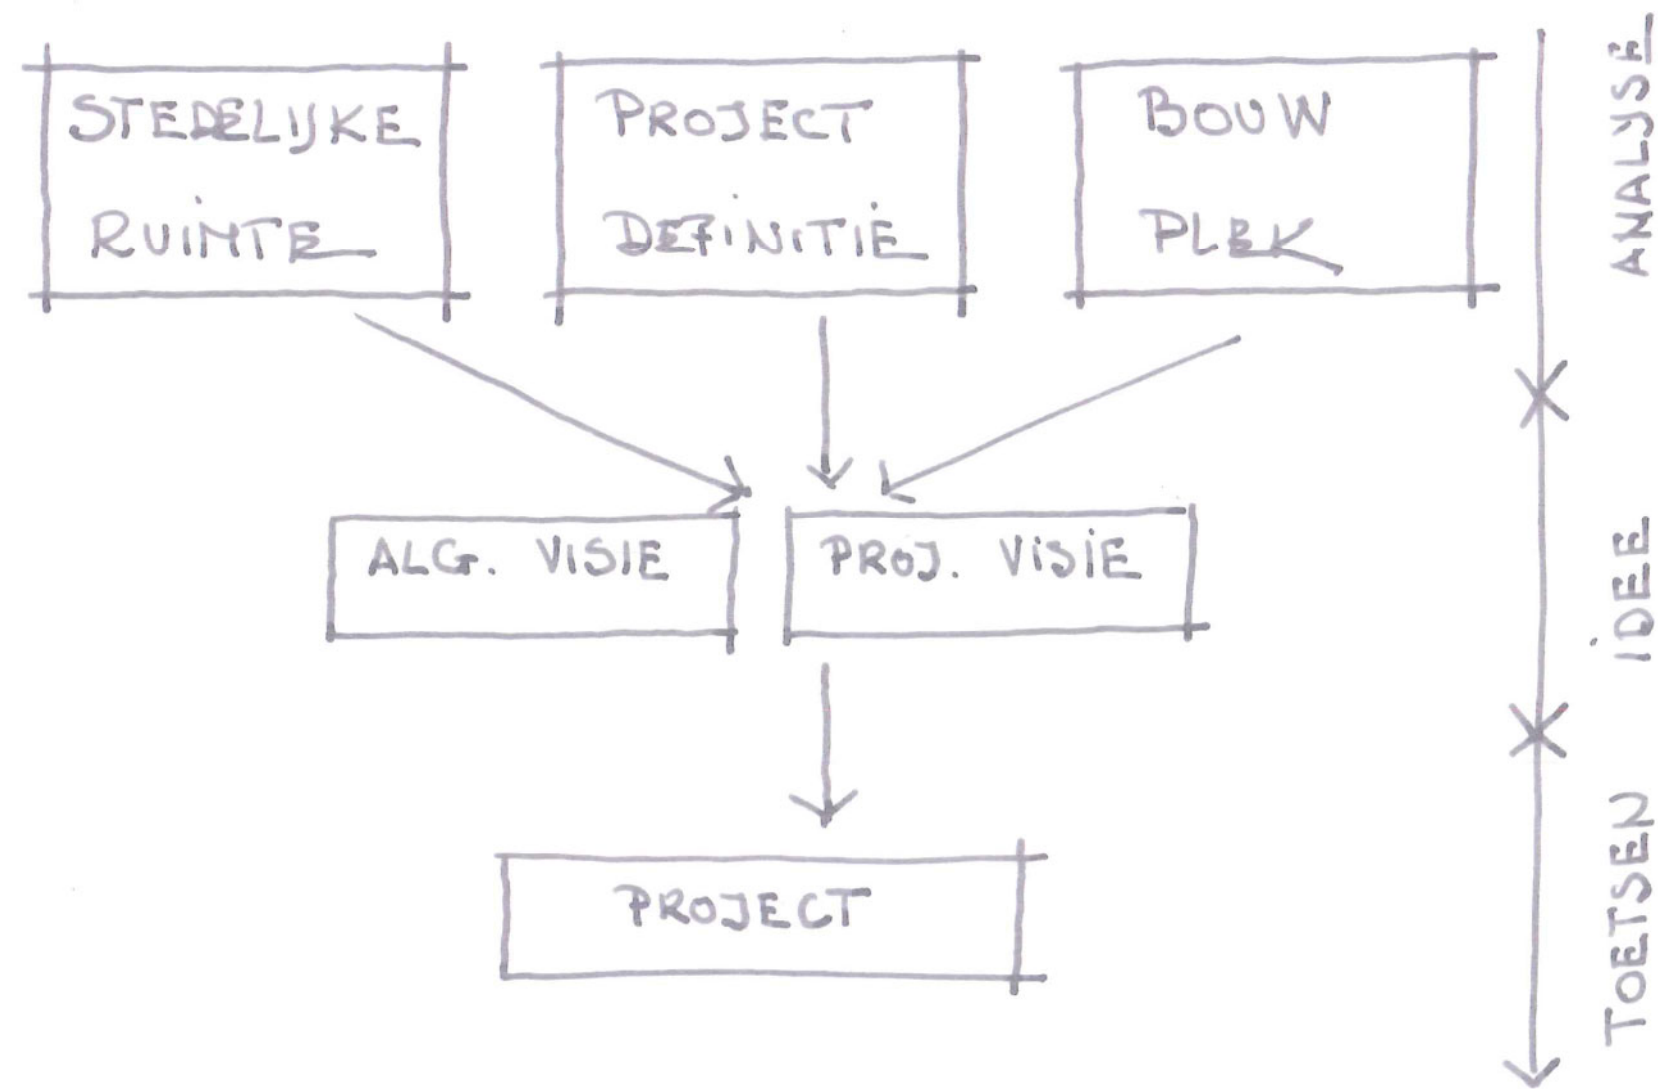 STEDELIJKE
RUIMTE
PROJECT
DEFINITIE
BOUW
PLEK
ANALYSE
ALG. VISIE
PROJ. VISIE
IDEE
PROJECT
TOETSEN